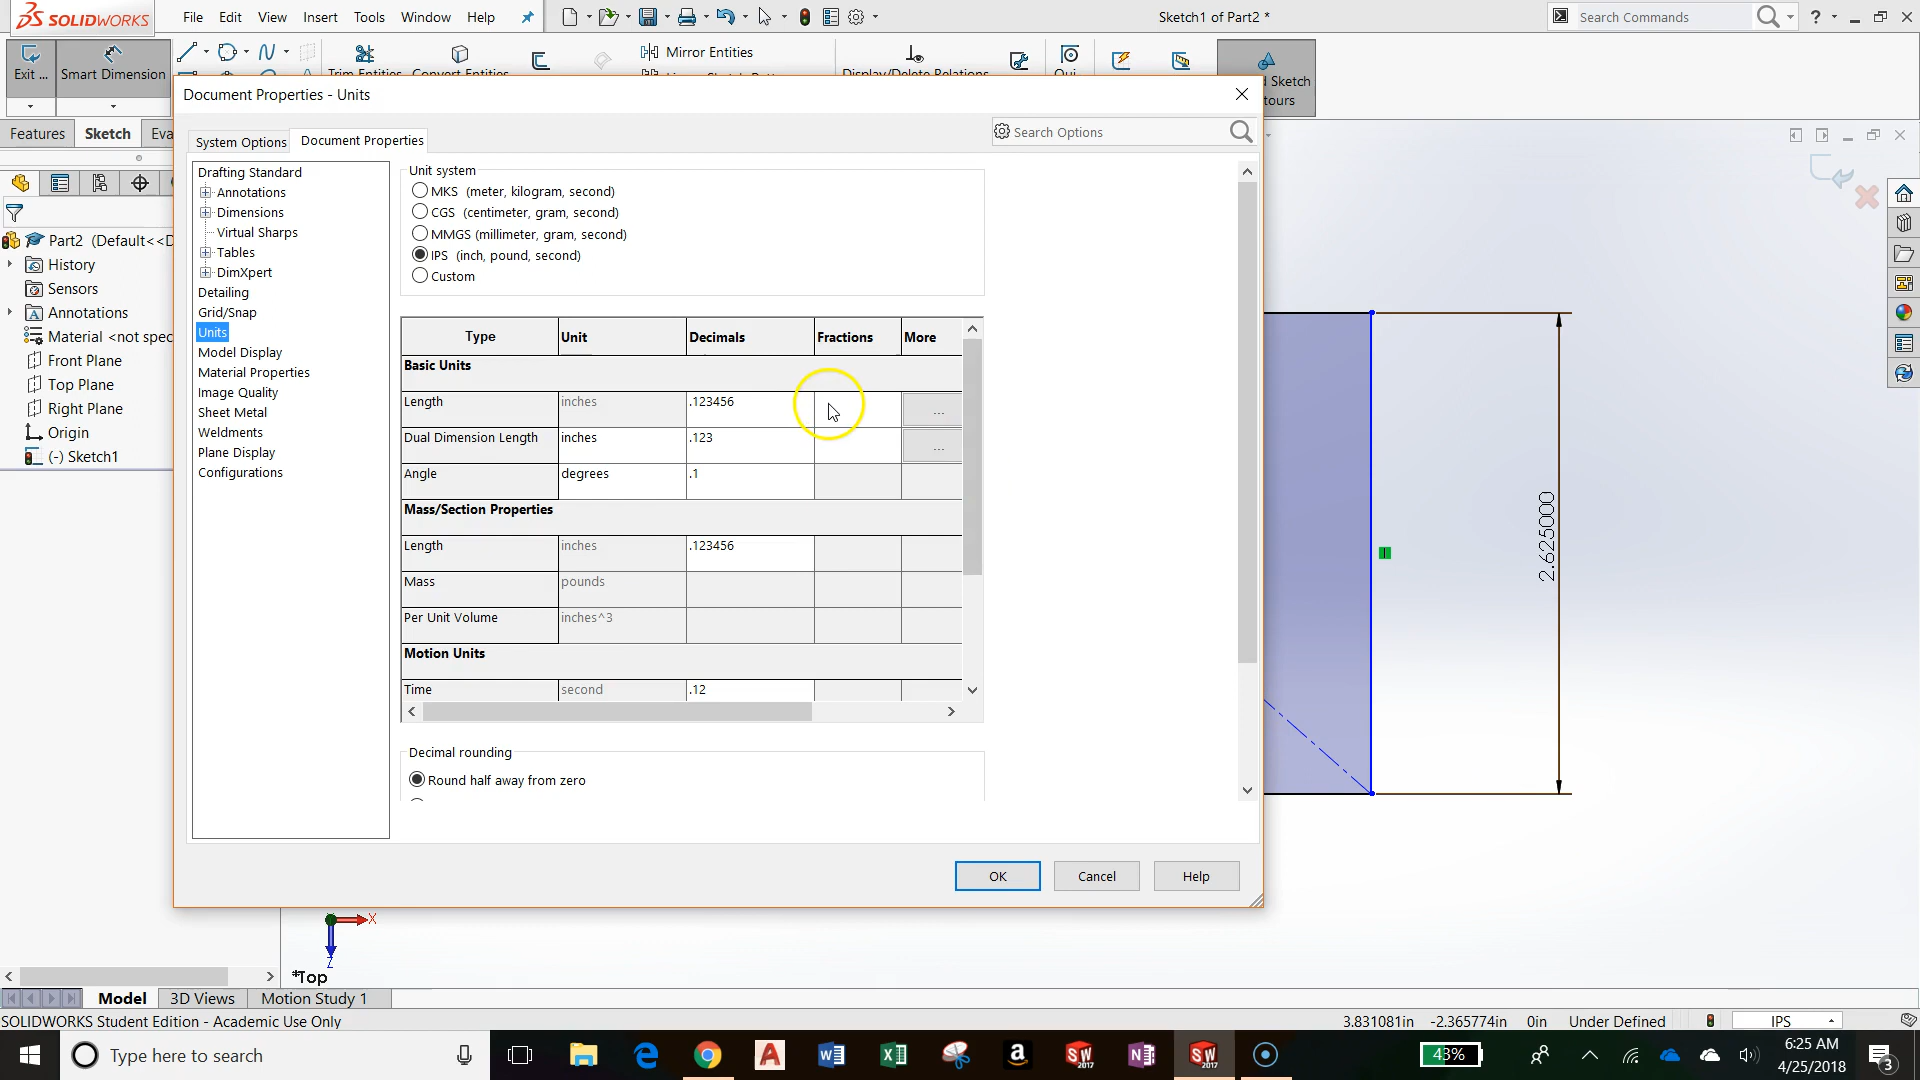 SOLIDWORKS File Edit View Insert Tools Window Help Sketch1 of Part2 * Search Commands ?
Exit ... Smart Dimension Mirror Entities
Features Sketch
Document Properties - Units
System Options Document Properties Search Options
Drafting Standard
Annotations
Dimensions
Virtual Sharps
Tables
DimXpert
Detailing
Grid/Snap
Units
Model Display
Material Properties
Image Quality
Sheet Metal
Weldments
Plane Display
Configurations
Unit system
MKS (meter, kilogram, second)
CGS (centimeter, gram, second)
MMGS (millimeter, gram, second)
IPS (inch, pound, second)
Custom
Type Unit Decimals Fractions More
Basic Units
Length inches .123456 ...
Dual Dimension Length inches .123 ...
Angle degrees .1
Mass/Section Properties
Length inches .123456
Mass pounds
Per Unit Volume inches^3
Motion Units
Time second .12
Decimal rounding
Round half away from zero
OK Cancel Help
Part2 (Default<<D
History
Sensors
Annotations
Material <not spec
Front Plane
Top Plane
Right Plane
Origin
(-) Sketch1
2.625000
X
Z
*Top
Model 3D Views Motion Study 1
SOLIDWORKS Student Edition - Academic Use Only 3.831081in -2.365774in 0in Under Defined IPS
Type here to search 43% 6:25 AM
4/25/2018 3